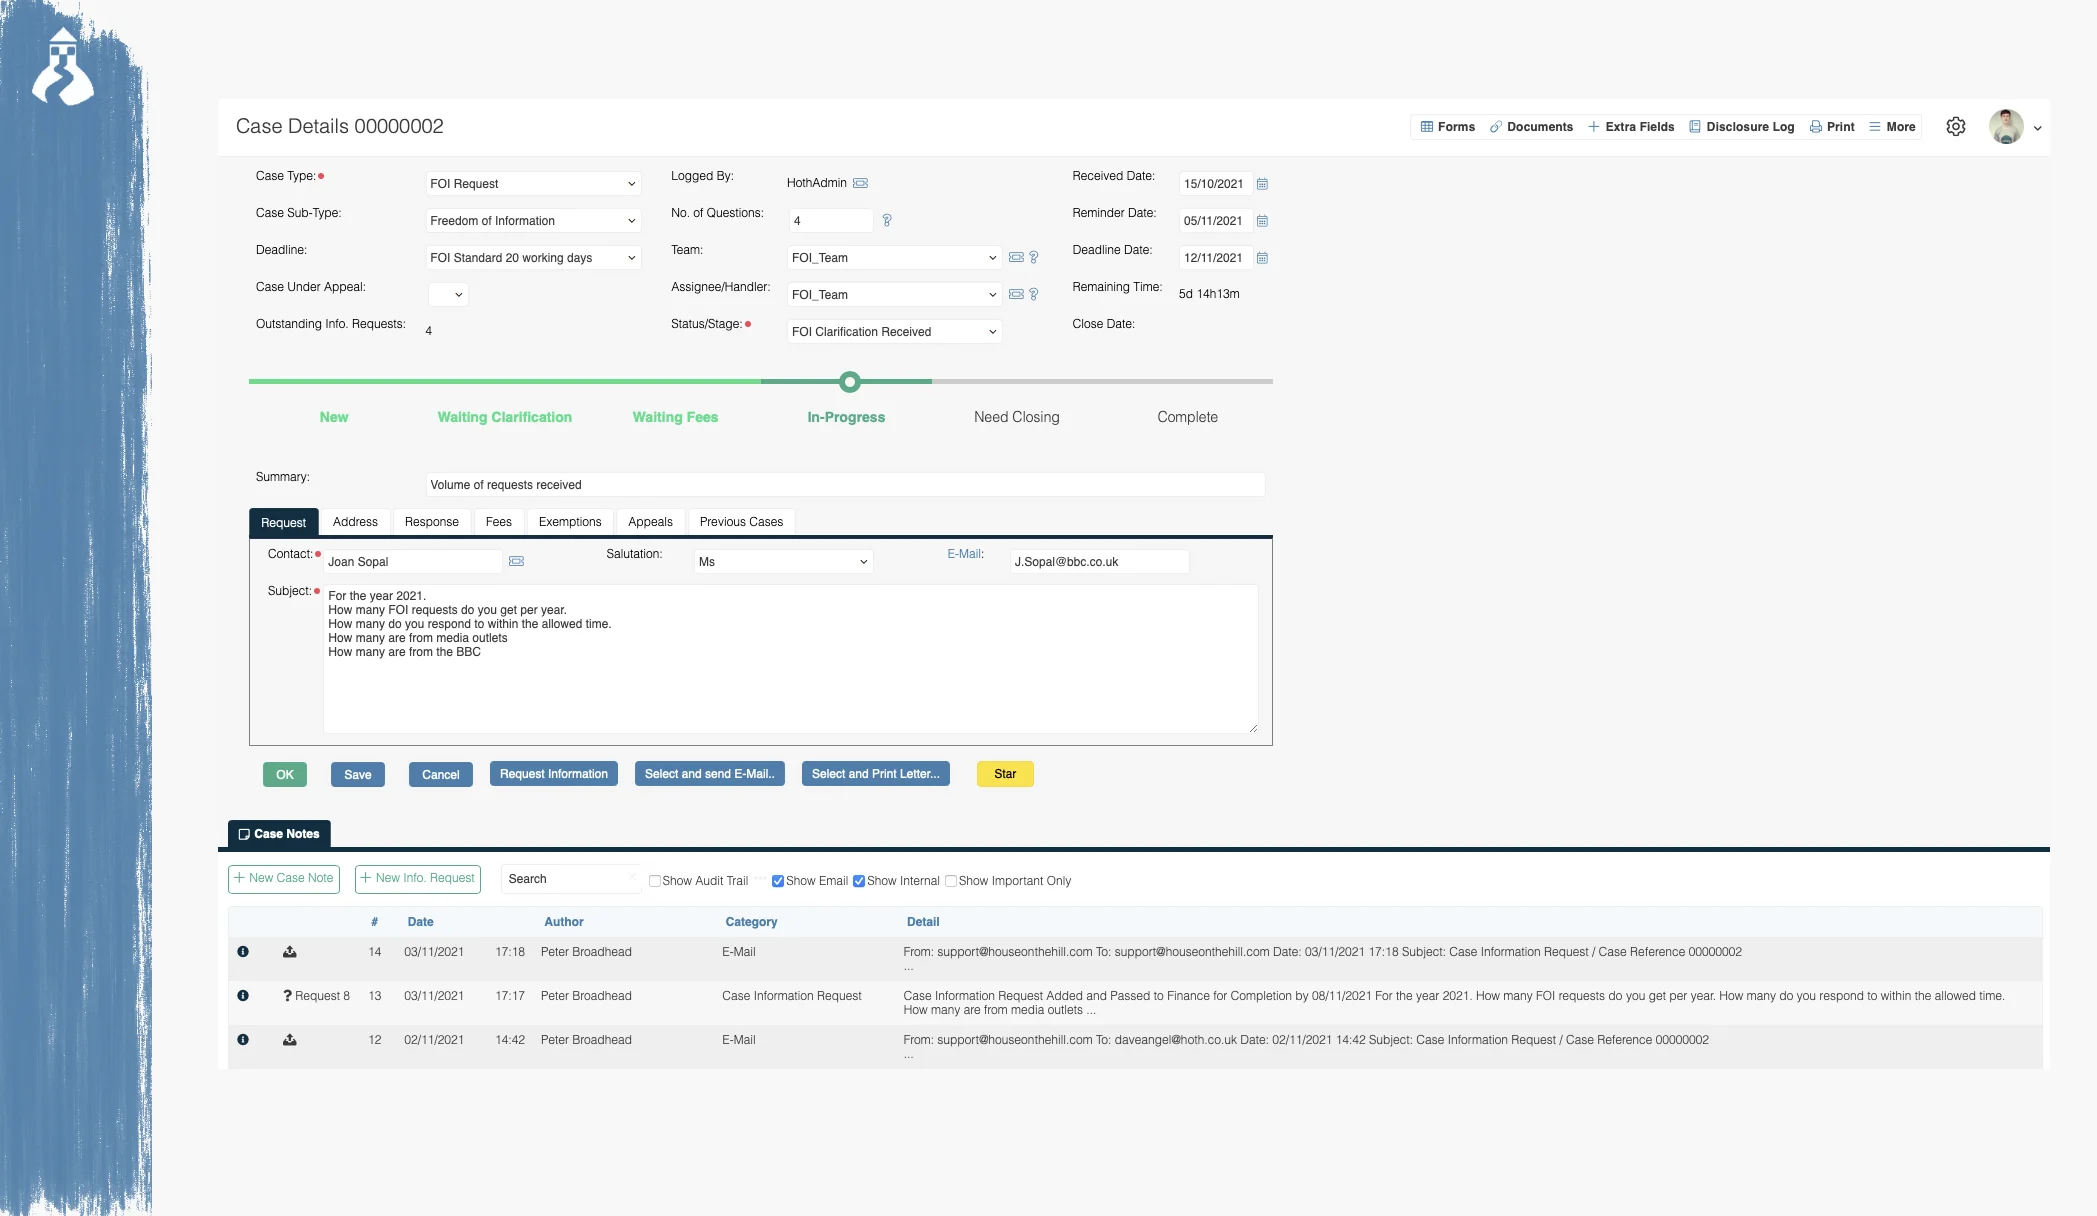 Case Details 00000002
Forms Documents Extra Fields Disclosure Log Print More
Case Type: FOI Request Logged By: HothAdmin Received Date: 15/10/2021
Case Sub-Type: Freedom of Information No. of Questions: 4 ? Reminder Date: 05/11/2021
Deadline: FOI Standard 20 working days Team: FOI_Team ? Deadline Date: 12/11/2021
Case Under Appeal: Assignee/Handler: FOI_Team ? Remaining Time: 5d 14h13m
Outstanding Info. Requests: 4 Status/Stage: FOI Clarification Received Close Date:
New Waiting Clarification Waiting Fees In-Progress Need Closing Complete
Summary: Volume of requests received
Request Address Response Fees Exemptions Appeals Previous Cases
Contact: Joan Sopal Salutation: Ms E-Mail: J.Sopal@bbc.co.uk
Subject: For the year 2021.
How many FOI requests do you get per year.
How many do you respond to within the allowed time.
How many are from media outlets
How many are from the BBC
OK Save Cancel Request Information Select and send E-Mail.. Select and Print Letter... Star
Case Notes
+ New Case Note + New Info. Request Search Show Audit Trail Show Email Show Internal Show Important Only
# Date Author Category Detail
14 03/11/2021 17:18 Peter Broadhead E-Mail From: support@houseonthehill.com To: support@houseonthehill.com Date: 03/11/2021 17:18 Subject: Case Information Request / Case Reference 00000002
...
? Request 8 13 03/11/2021 17:17 Peter Broadhead Case Information Request Case Information Request Added and Passed to Finance for Completion by 08/11/2021 For the year 2021. How many FOI requests do you get per year. How many do you respond to within the allowed time.
How many are from media outlets ...
12 02/11/2021 14:42 Peter Broadhead E-Mail From: support@houseonthehill.com To: daveangel@hoth.co.uk Date: 02/11/2021 14:42 Subject: Case Information Request / Case Reference 00000002
...